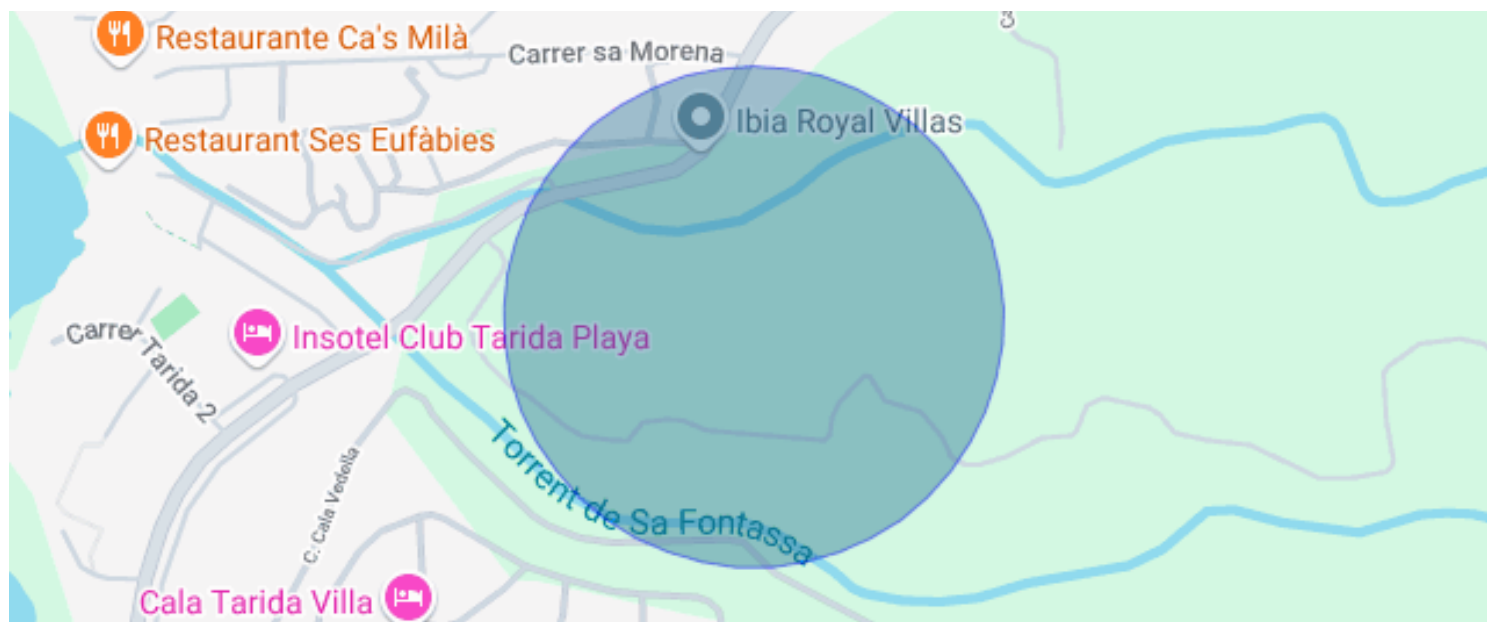 3
Restaurante Ca's Milà
Carrer sa Morena
Ibia Royal Villas
Restaurant Ses Eufàbies
Insotel Club Tarida Playa
Carrer Tarida 2
Torrent de Sa Fontassa
C. Cala Vedella
Cala Tarida Villa